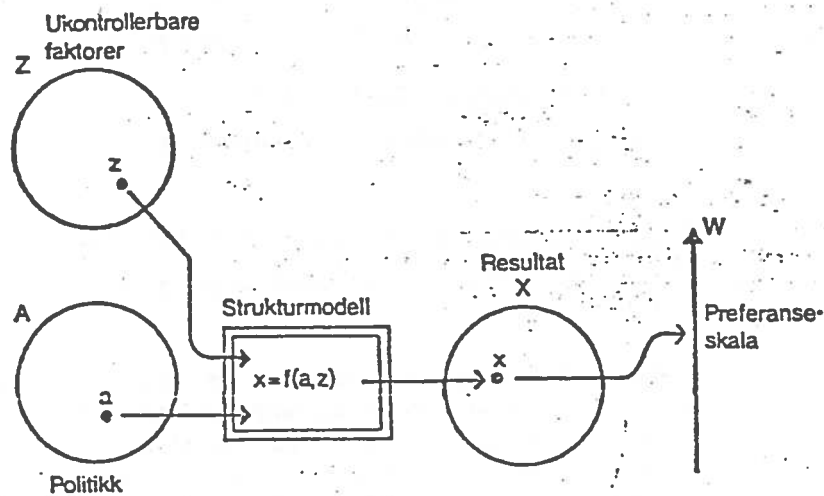 Ukontrollerbare
faktorer
Z
z
A
a
Politikk
Strukturmodell
x=f(a,z)
Resultat
X
x
W
Preferanse-
skala